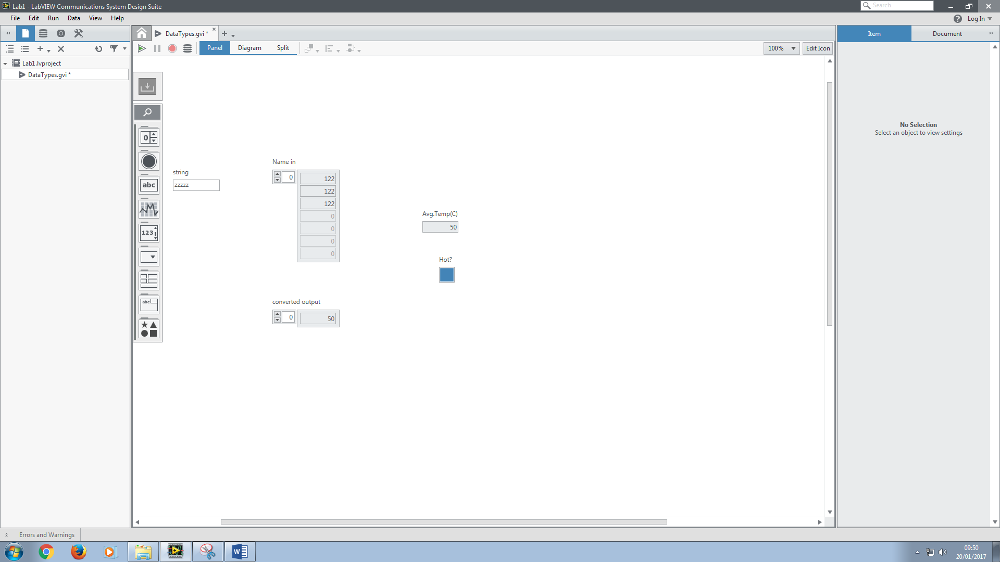 Lab1 - LabVIEW Communications System Design Suite
Search
File Edit Run Data View Help
Log In
DataTypes.gvi *
Item Document
Panel Diagram Split
100%
Edit Icon
Lab1.lvproject
DataTypes.gvi *
No Selection
Select an object to view settings
0
abc
123
abc
string
zzzzz
Name in
0
122
122
122
0
0
0
0
Avg.Temp(C)
50
Hot?
converted output
0
50
Errors and Warnings
09:50
20/01/2017